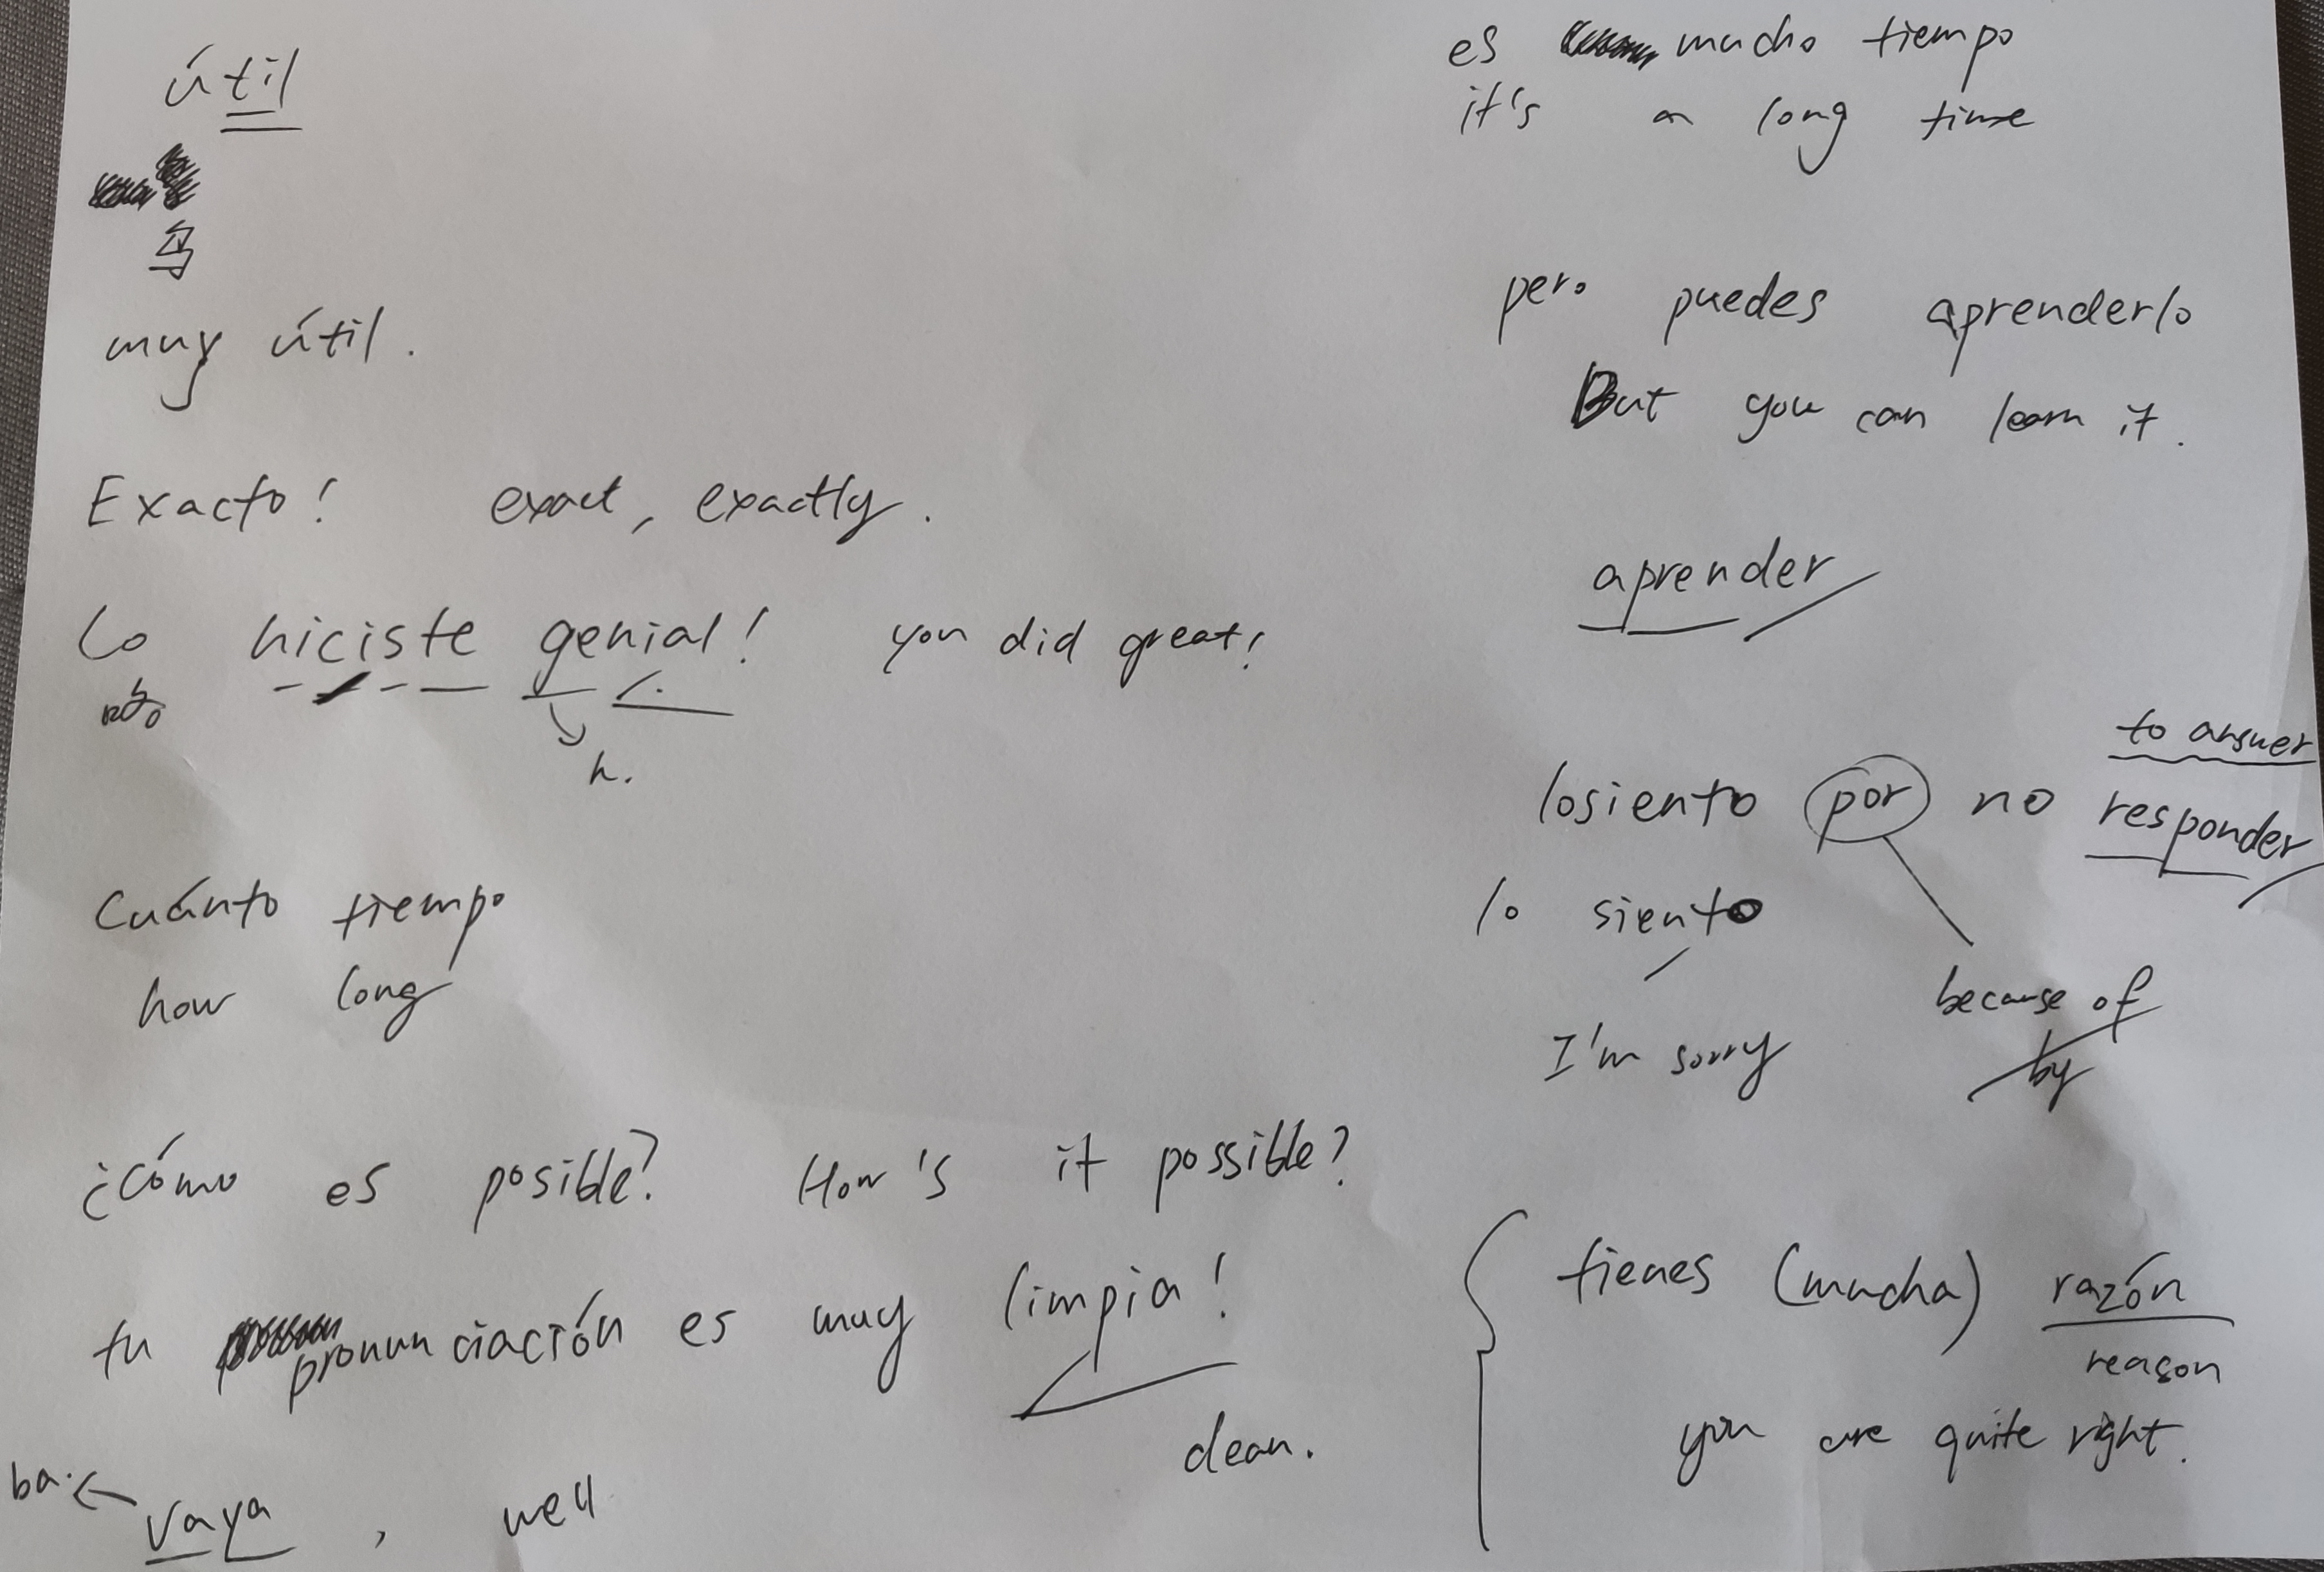 útil
muy útil.
Exacto! exact, exactly.
Lo hiciste genial! you did great!
h.
Cuánto tiempo
how long
¿Cómo es posible? How's it possible?
tu pronunciación es muy limpia!
clean.
ba. ←
vaya, well
es mucho tiempo
it's a long time
pero puedes aprenderlo
But you can learn it.
aprender
to answer
losiento por no responder
lo siento
because of
I'm sorry
by
tienes (mucha) razón
reason
you are quite right.